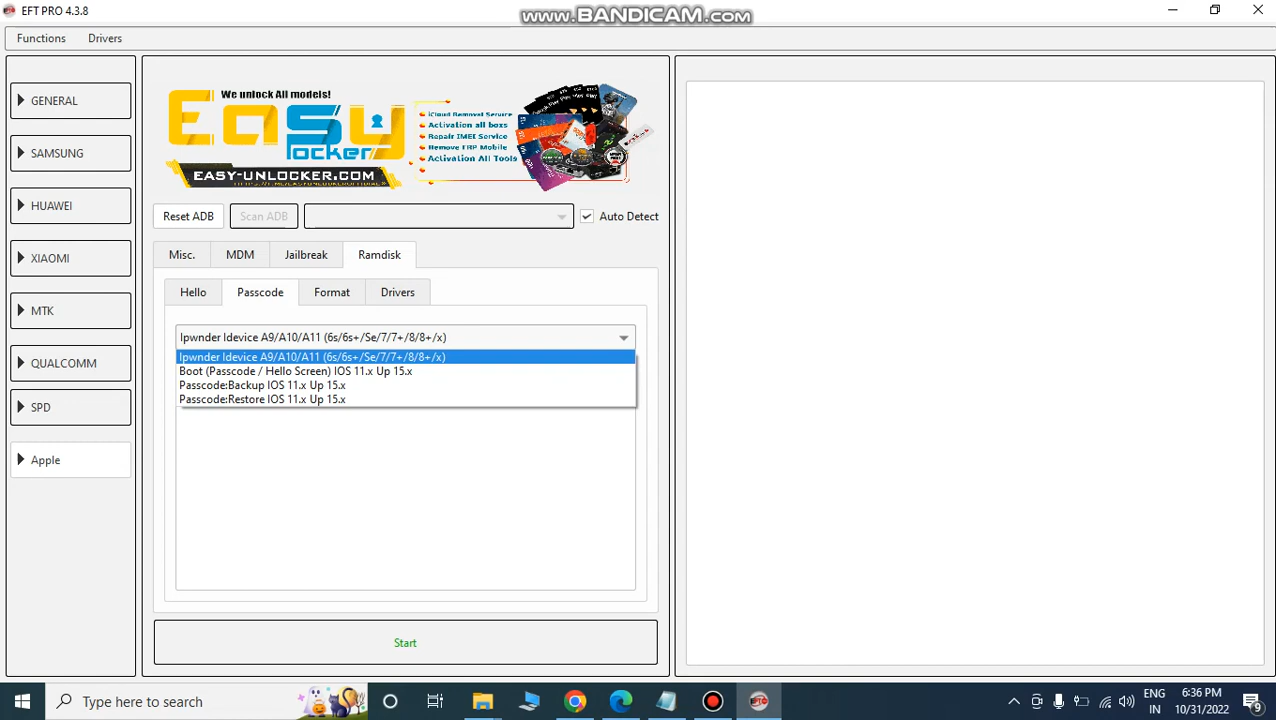 EFT PRO 4.3.8
www.BANDICAM.com
Functions
Drivers
GENERAL
SAMSUNG
HUAWEI
XIAOMI
MTK
QUALCOMM
SPD
Apple
We unlock All models!
Easy
EASY-UNLOCKER.COM
iCloud Removal Service
Activation all boxs
Repair IMEI Service
Remove FRP Mobile
Activation All Tools
Reset ADB
Scan ADB
Auto Detect
Misc.
MDM
Jailbreak
Ramdisk
Hello
Passcode
Format
Drivers
Ipwnder Idevice A9/A10/A11 (6s/6s+/Se/7/7+/8/8+/x)
Ipwnder Idevice A9/A10/A11 (6s/6s+/Se/7/7+/8/8+/x)
Boot (Passcode / Hello Screen) IOS 11.x Up 15.x
Passcode:Backup IOS 11.x Up 15.x
Passcode:Restore IOS 11.x Up 15.x
Start
Type here to search
ENG
IN
6:36 PM
10/31/2022
9